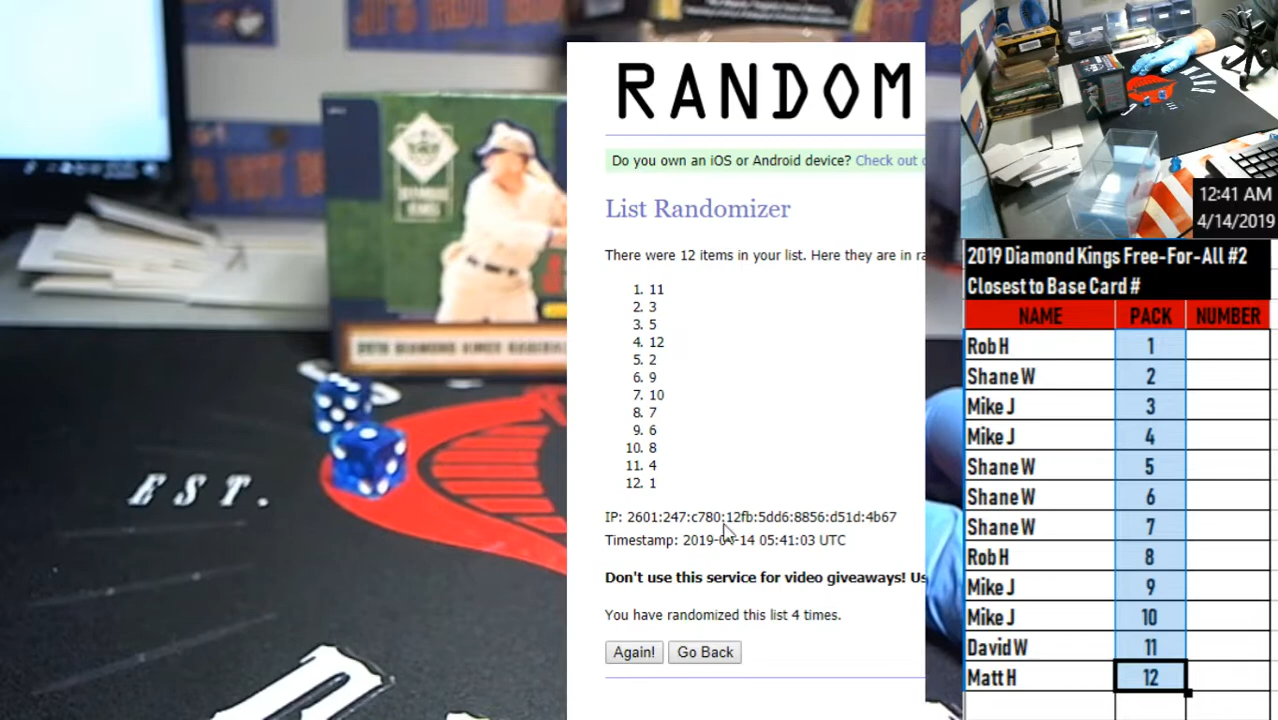 RANDOM
Do you own an iOS or Android device? Check out
List Randomizer
There were 12 items in your list. Here they are in
1. 11
2. 3
3. 5
4. 12
5. 2
6. 9
7. 10
8. 7
9. 6
10. 8
11. 4
12. 1
IP: 2601:247:c780:12fb:5dd6:8856:d51d:4b67
Timestamp: 2019-04-14 05:41:03 UTC
Don't use this service for video giveaways!
You have randomized this list 4 times.
Again! Go Back
EST.
DIAMOND KINGS
2019 DIAMOND KINGS BASEBALL
12:41 AM
4/14/2019
2019 Diamond Kings Free-For-All #2
Closest to Base Card #
NAME PACK NUMBER
Rob H 1
Shane W 2
Mike J 3
Mike J 4
Shane W 5
Shane W 6
Shane W 7
Rob H 8
Mike J 9
Mike J 10
David W 11
Matt H 12